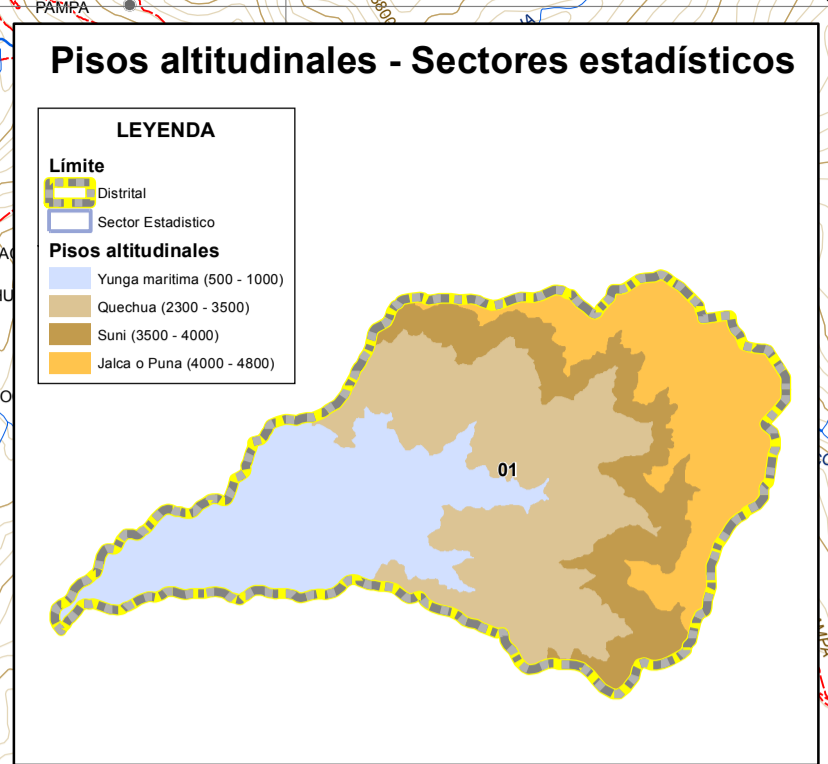 PAMPA
Pisos altitudinales - Sectores estadísticos
LEYENDA
Límite
Distrital
Sector Estadistico
Pisos altitudinales
Yunga maritima (500 - 1000)
Quechua (2300 - 3500)
Suni (3500 - 4000)
Jalca o Puna (4000 - 4800)
01